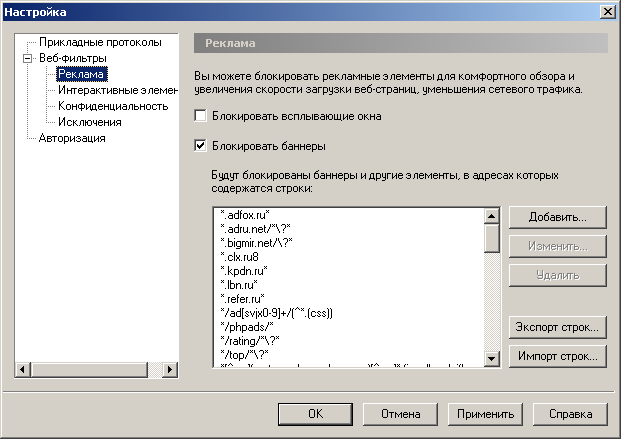 Настройка
Прикладные протоколы
Веб-фильтры
Реклама
Интерактивные элемен
Конфиденциальность
Исключения
Авторизация
Реклама
Вы можете блокировать рекламные элементы для комфортного обзора и
увеличения скорости загрузки веб-страниц, уменьшения сетевого трафика.
Блокировать всплывающие окна
Блокировать баннеры
Будут блокированы баннеры и другие элементы, в адресах которых
содержатся строки:
*.adfox.ru*
*.adru.net/*\?*
*.bigmir.net/\?*
*.clx.ru8
*.kpdn.ru*
*.lbn.ru*
*.refer.ru*
*/ad[svjx0-9]+/(^*.(css))
*/phpads/*
*/rating/*\?*
*/top/*\?*
Добавить...
Изменить...
Удалить
Экспорт строк...
Импорт строк...
OK
Отмена
Применить
Справка